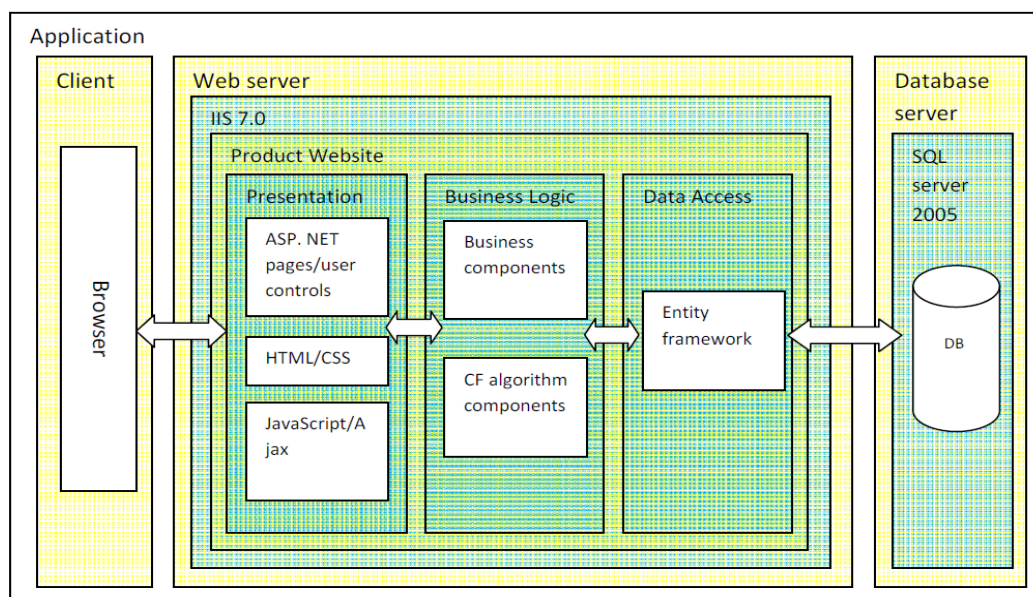 Application
Client
Browser
Web server
IIS 7.0
Product Website
Presentation
ASP. NET
pages/user
controls
HTML/CSS
JavaScript/A
jax
Business Logic
Business
components
CF algorithm
components
Data Access
Entity
framework
Database
server
SQL
server
2005
DB